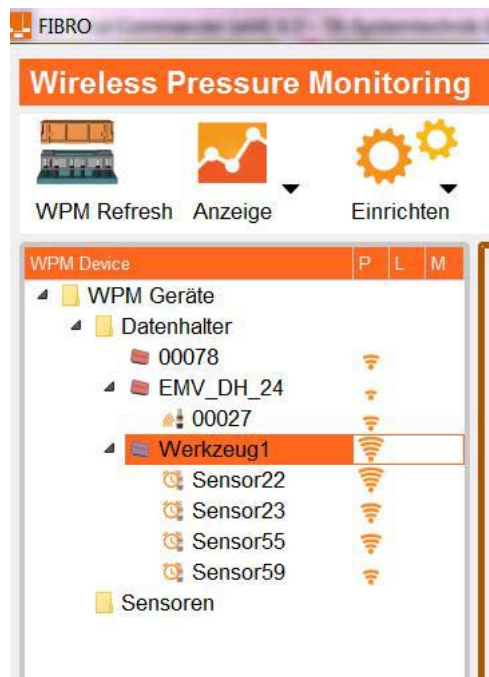 FIBRO
Wireless Pressure Monitoring
WPM Refresh Anzeige Einrichten
WPM Device P L M
WPM Geräte
Datenhalter
00078
EMV_DH_24
00027
Werkzeug1
Sensor22
Sensor23
Sensor55
Sensor59
Sensoren